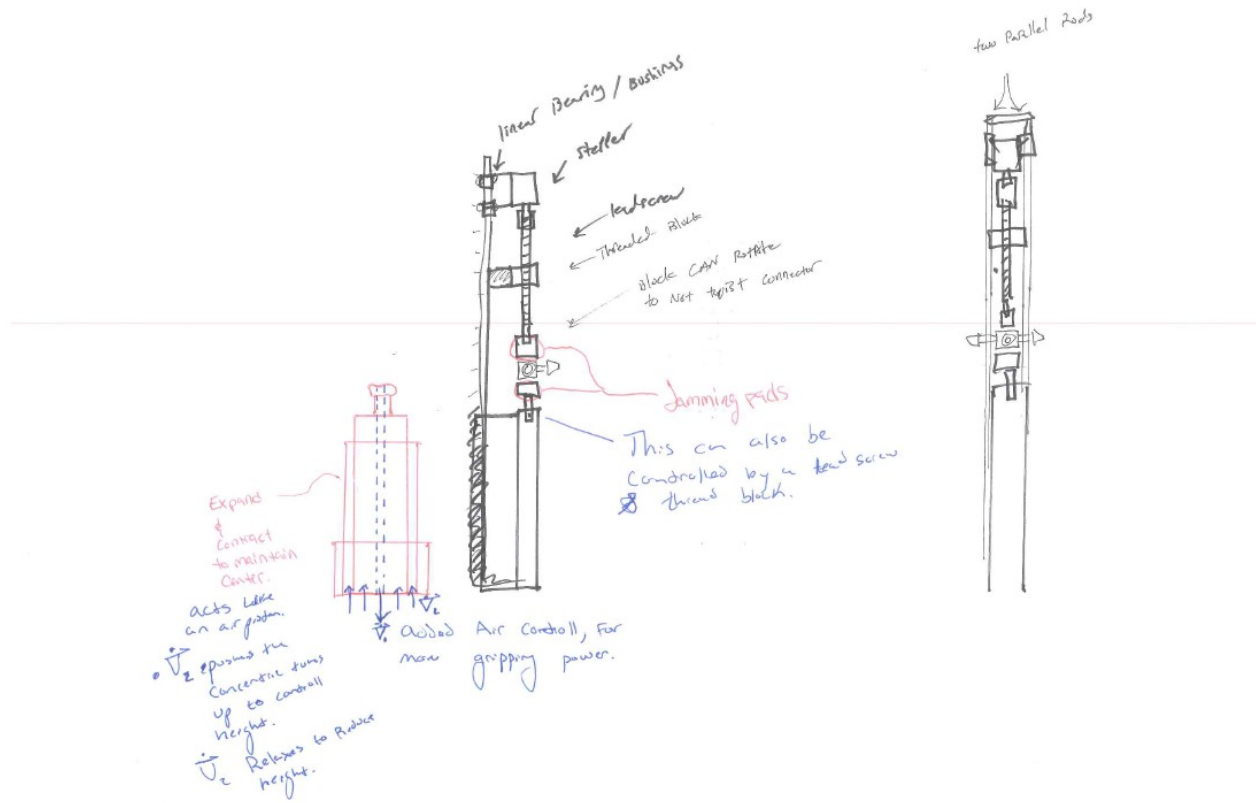 two Parallel Rods
linear Bearing / Bushings
stepper
leadscrew
Threaded Block
Block CAN Rotate
to Not twist connector
Jamming pads
This can also be
Controlled by a lead screw
& thread block.
Expand
&
Contract
to maintain
Center.
acts like
an air piston.
V̇₂ pushes the
Concentric tubes
up to controll
height.
V̇₂ Relaxes to Reduce
height.
V̇₂
V̇₁ added Air Controll, For
more gripping power.